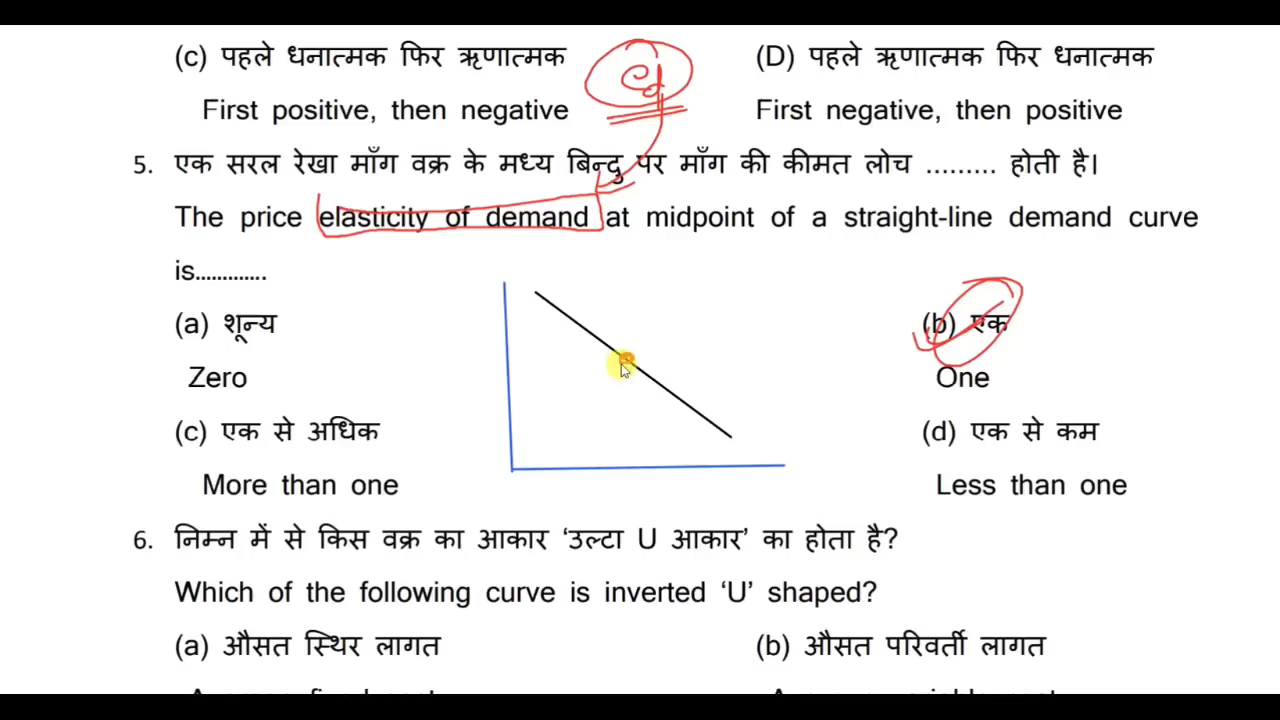 (c) पहले धनात्मक फिर ऋणात्मक (D) पहले ऋणात्मक फिर धनात्मक
First positive, then negative First negative, then positive
ed
5. एक सरल रेखा माँग वक्र के मध्य बिन्दु पर माँग की कीमत लोच ......... होती है।
The price elasticity of demand at midpoint of a straight-line demand curve
is.............
(a) शून्य (b) एक
Zero One
(c) एक से अधिक (d) एक से कम
More than one Less than one
6. निम्न में से किस वक्र का आकार ‘उल्टा U आकार’ का होता है?
Which of the following curve is inverted ‘U’ shaped?
(a) औसत स्थिर लागत (b) औसत परिवर्ती लागत